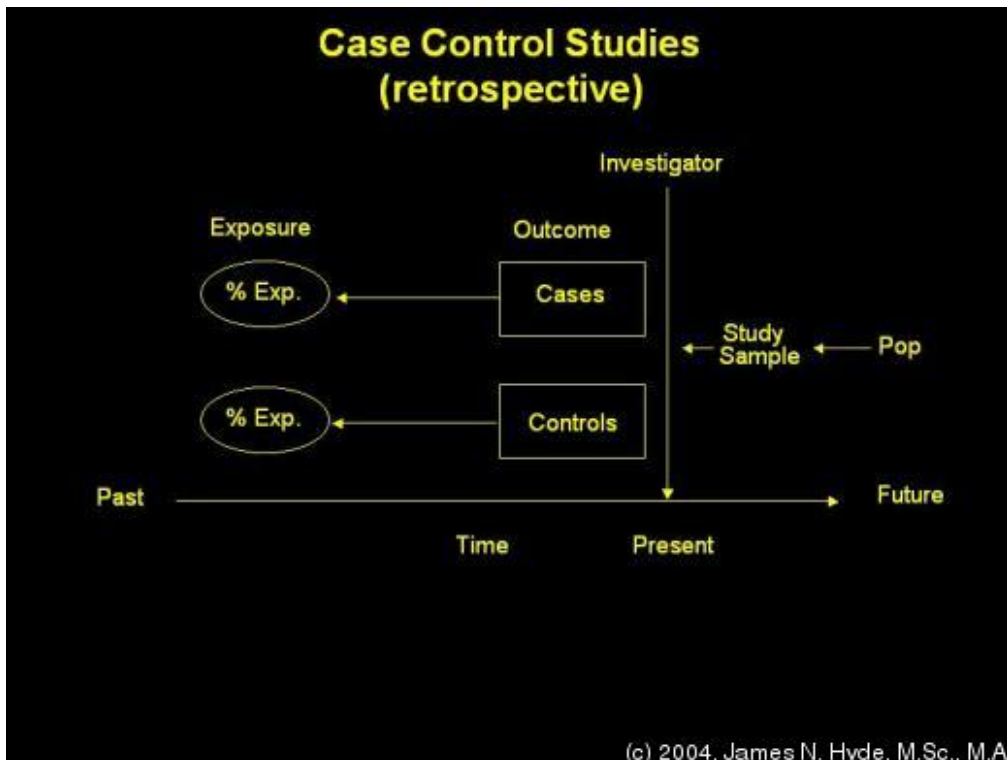 Case Control Studies
(retrospective)
Investigator
Exposure
Outcome
% Exp.
Cases
Study
Sample
Pop
% Exp.
Controls
Past
Future
Time
Present
(c) 2004, James N. Hyde, M.Sc., M.A